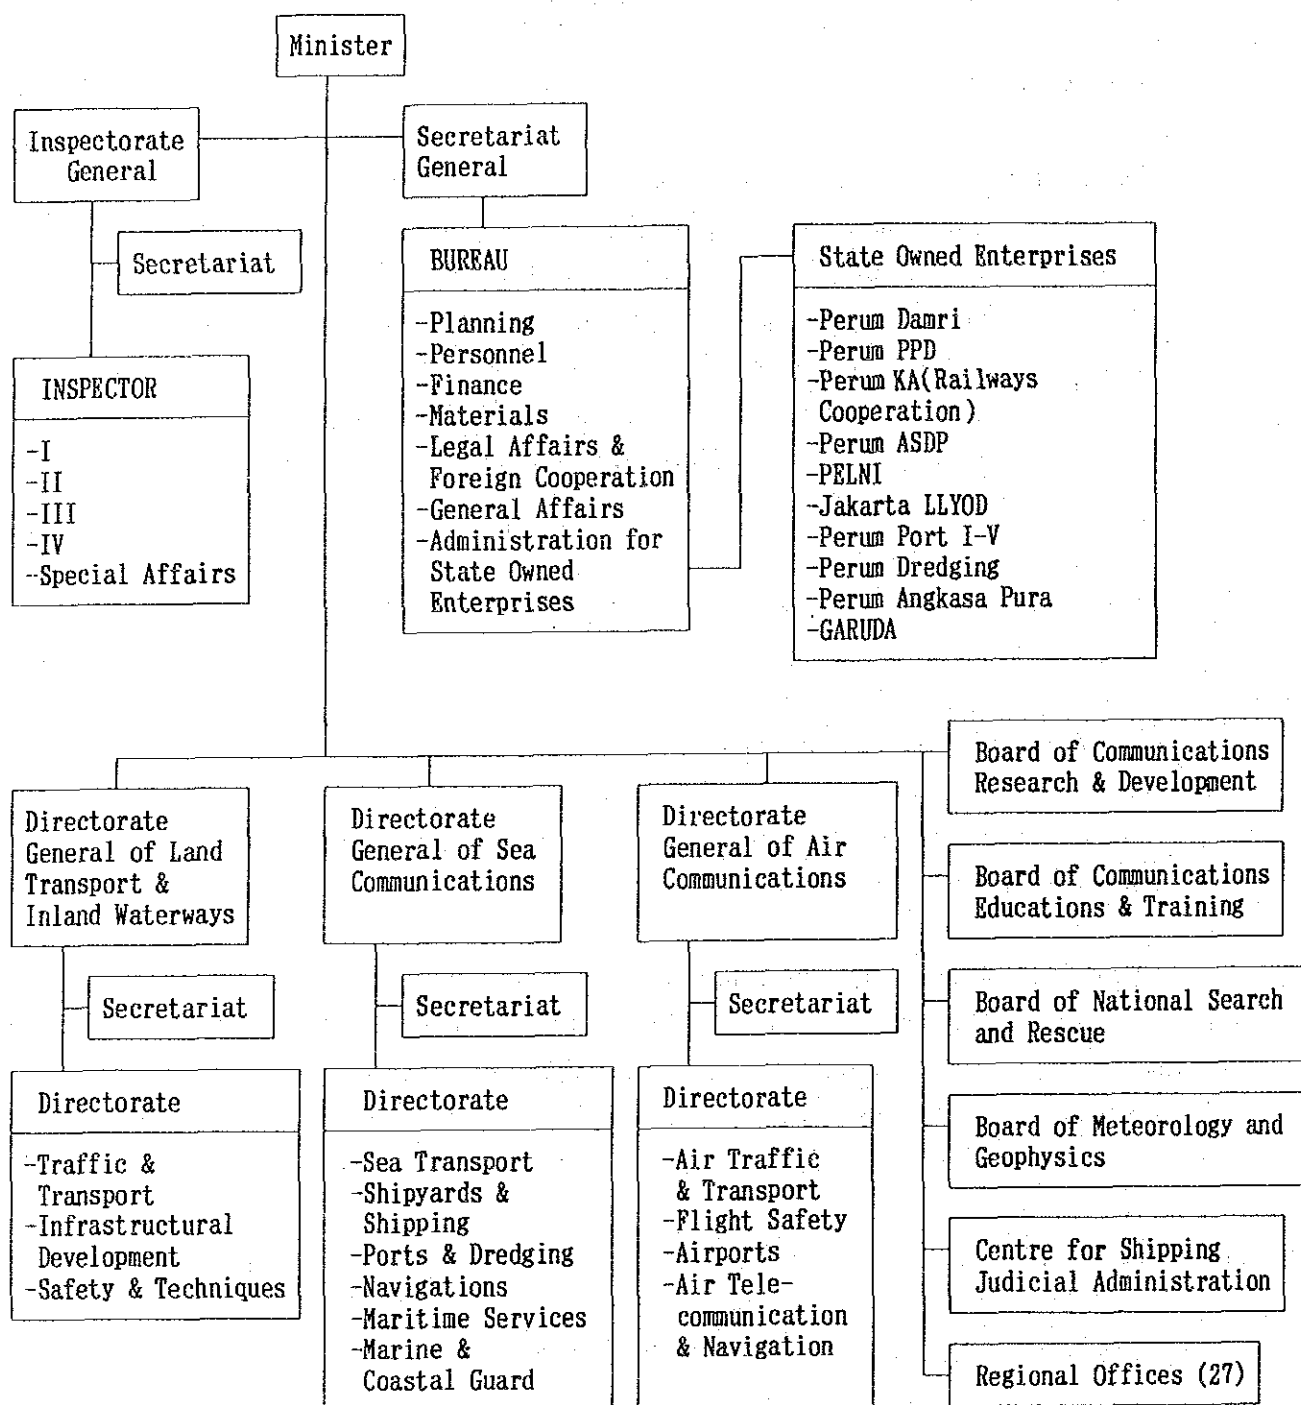 Minister
Inspectorate
General
Secretariat
General
Secretariat
INSPECTOR
-I
-II
-III
-IV
-Special Affairs
BUREAU
-Planning
-Personnel
-Finance
-Materials
-Legal Affairs &
Foreign Cooperation
-General Affairs
-Administration for
State Owned
Enterprises
State Owned Enterprises
-Perum Damri
-Perum PPD
-Perum KA(Railways
Cooperation)
-Perum ASDP
-PELNI
-Jakarta LLYOD
-Perum Port I-V
-Perum Dredging
-Perum Angkasa Pura
-GARUDA
Directorate
General of Land
Transport &
Inland Waterways
Secretariat
Directorate
-Traffic &
Transport
-Infrastructural
Development
-Safety & Techniques
Directorate
General of Sea
Communications
Secretariat
Directorate
-Sea Transport
-Shipyards &
Shipping
-Ports & Dredging
-Navigations
-Maritime Services
-Marine &
Coastal Guard
Directorate
General of Air
Communications
Secretariat
Directorate
-Air Traffic
& Transport
-Flight Safety
-Airports
-Air Tele-
communication
& Navigation
Board of Communications
Research & Development
Board of Communications
Educations & Training
Board of National Search
and Rescue
Board of Meteorology and
Geophysics
Centre for Shipping
Judicial Administration
Regional Offices (27)